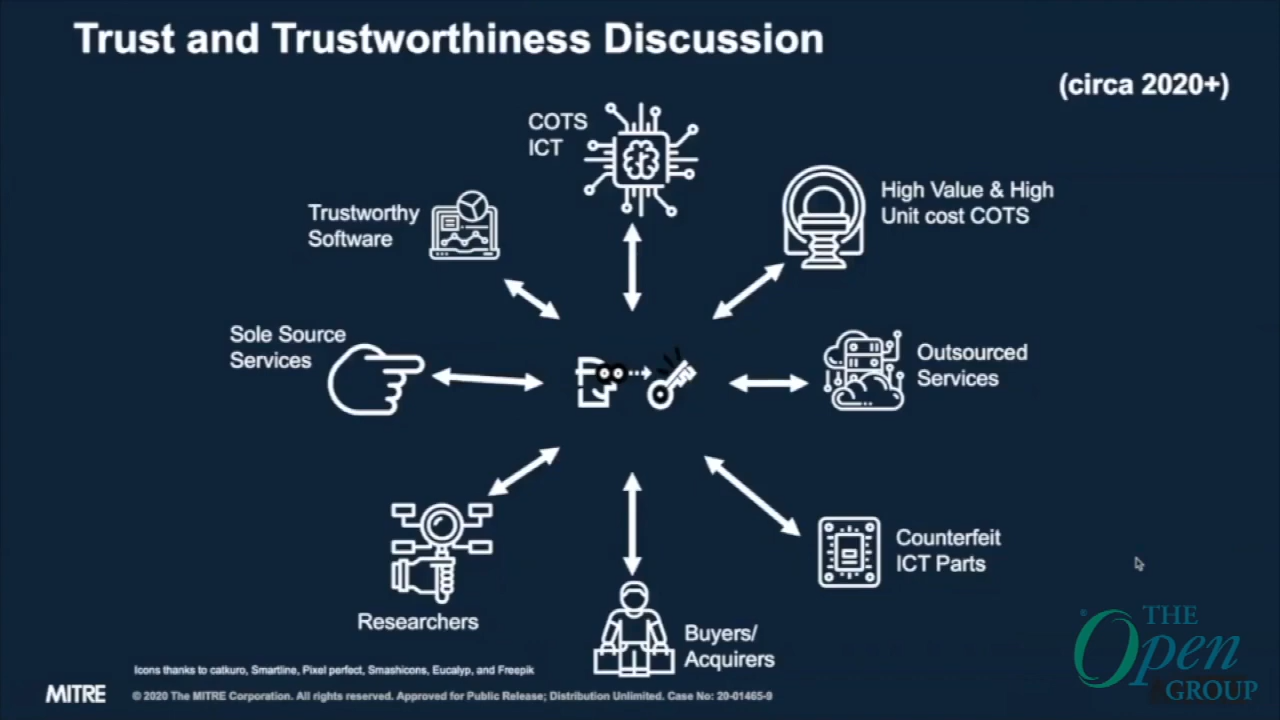 Trust and Trustworthiness Discussion
(circa 2020+)
COTS
ICT
High Value & High
Unit cost COTS
Trustworthy
Software
Sole Source
Services
Outsourced
Services
Counterfeit
ICT Parts
Researchers
Buyers/
Acquirers
Icons thanks to catkuro, Smartline, Pixel perfect, Smashicons, Eucalyp, and Freepik
MITRE
© 2020 The MITRE Corporation. All rights reserved. Approved for Public Release; Distribution Unlimited. Case No: 20-01465-9
THE
Open
GROUP
®